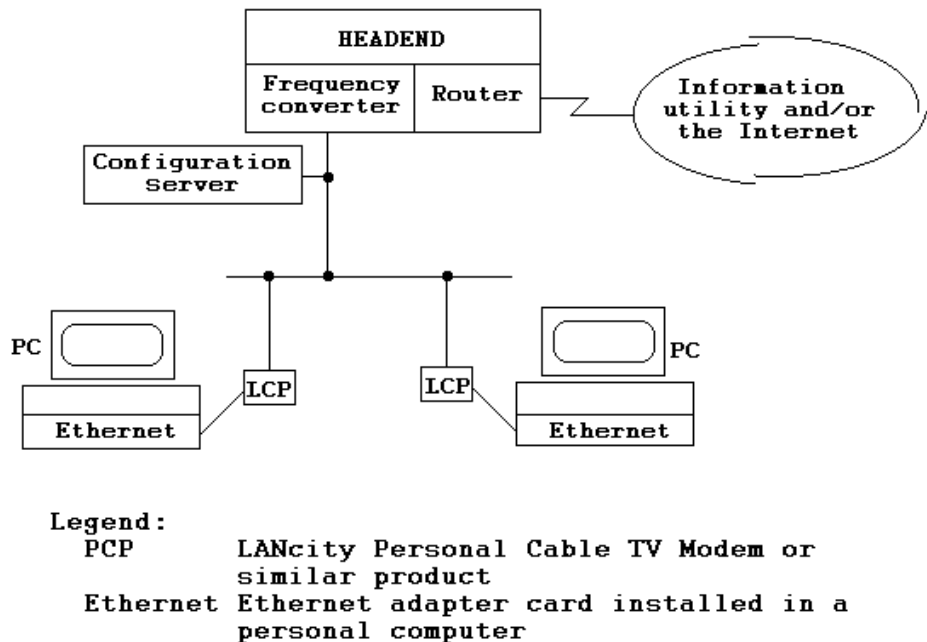 HEADEND
Frequency
converter
Router
Information
utility and/or
the Internet
Configuration
server
PC
LCP
Ethernet
LCP
PC
Ethernet
Legend:
PCP LANcity Personal Cable TV Modem or
similar product
Ethernet Ethernet adapter card installed in a
personal computer